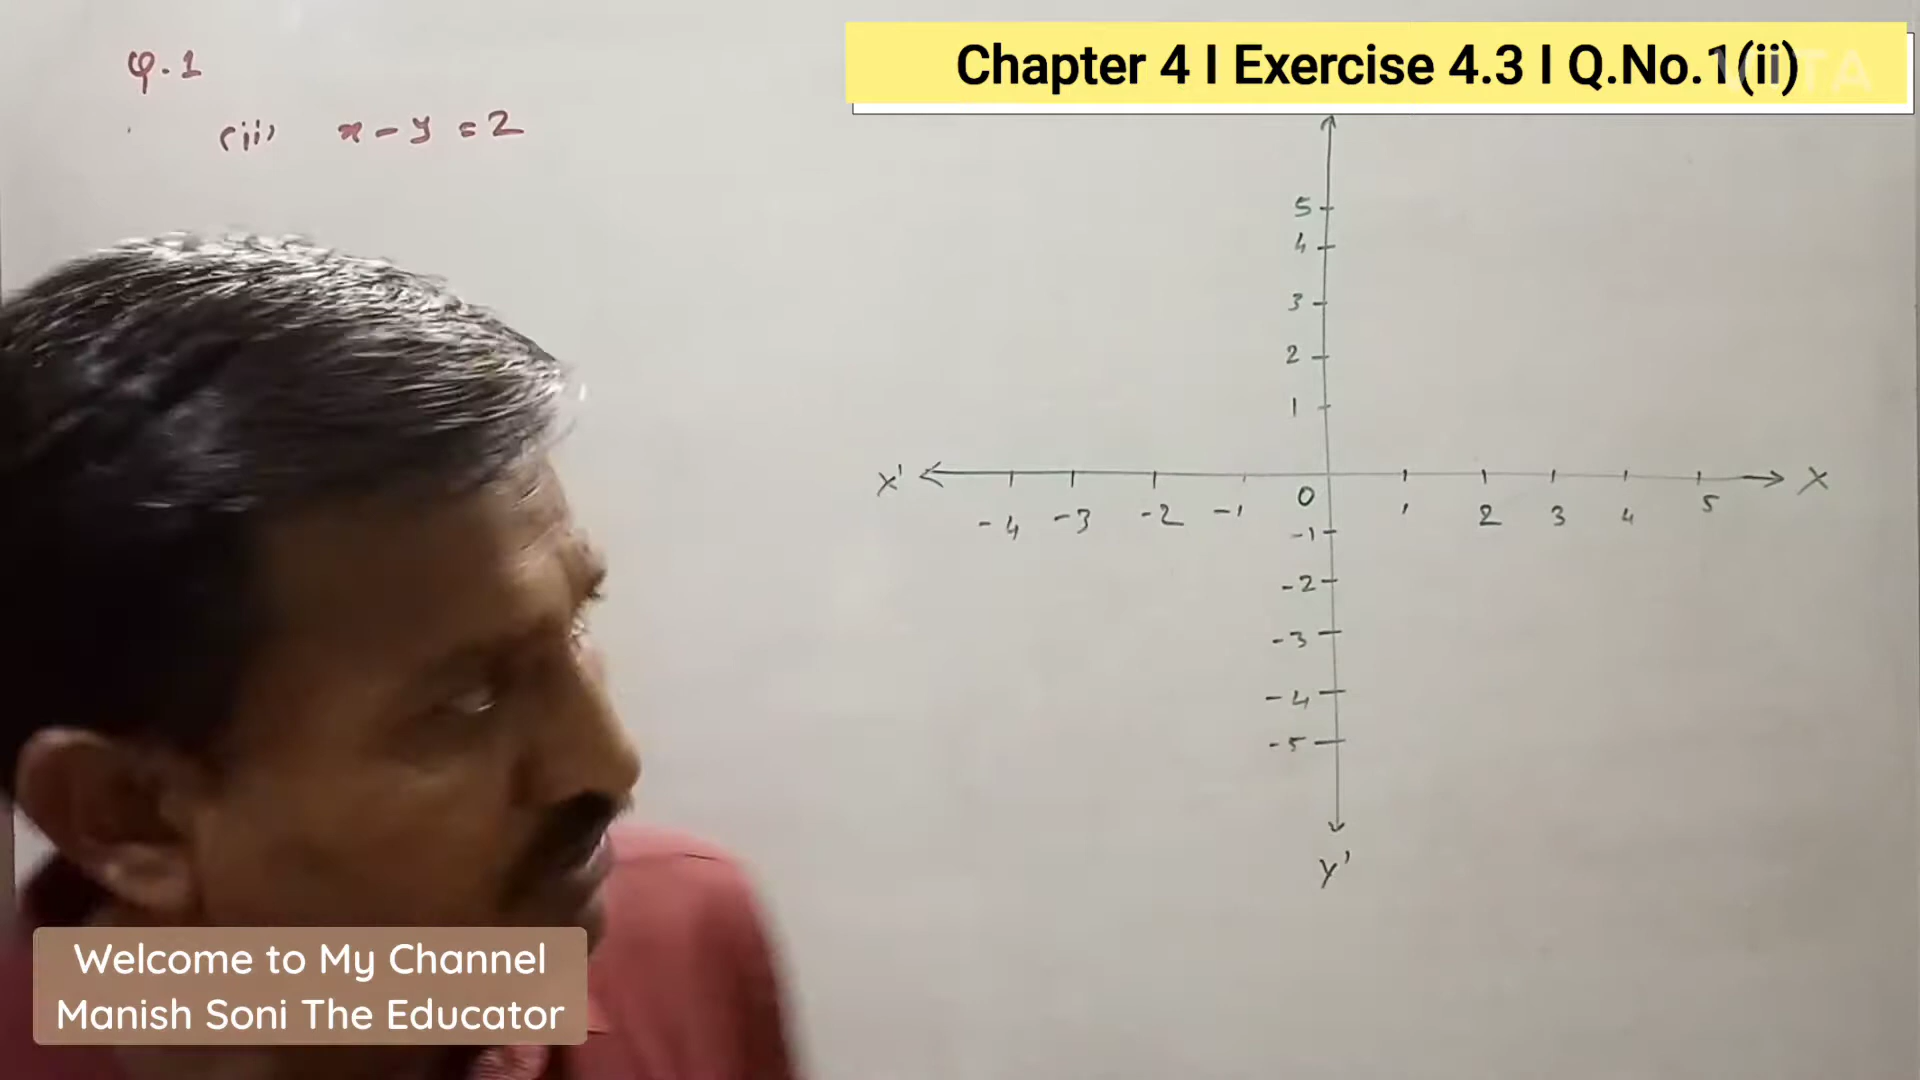 Q.1
(ii) x - y = 2
Chapter 4 I Exercise 4.3 I Q.No.1(ii)
5
4
3
2
1
X' -4 -3 -2 -1 0 1 2 3 4 5 X
-1
-2
-3
-4
-5
Y'
Welcome to My Channel
Manish Soni The Educator